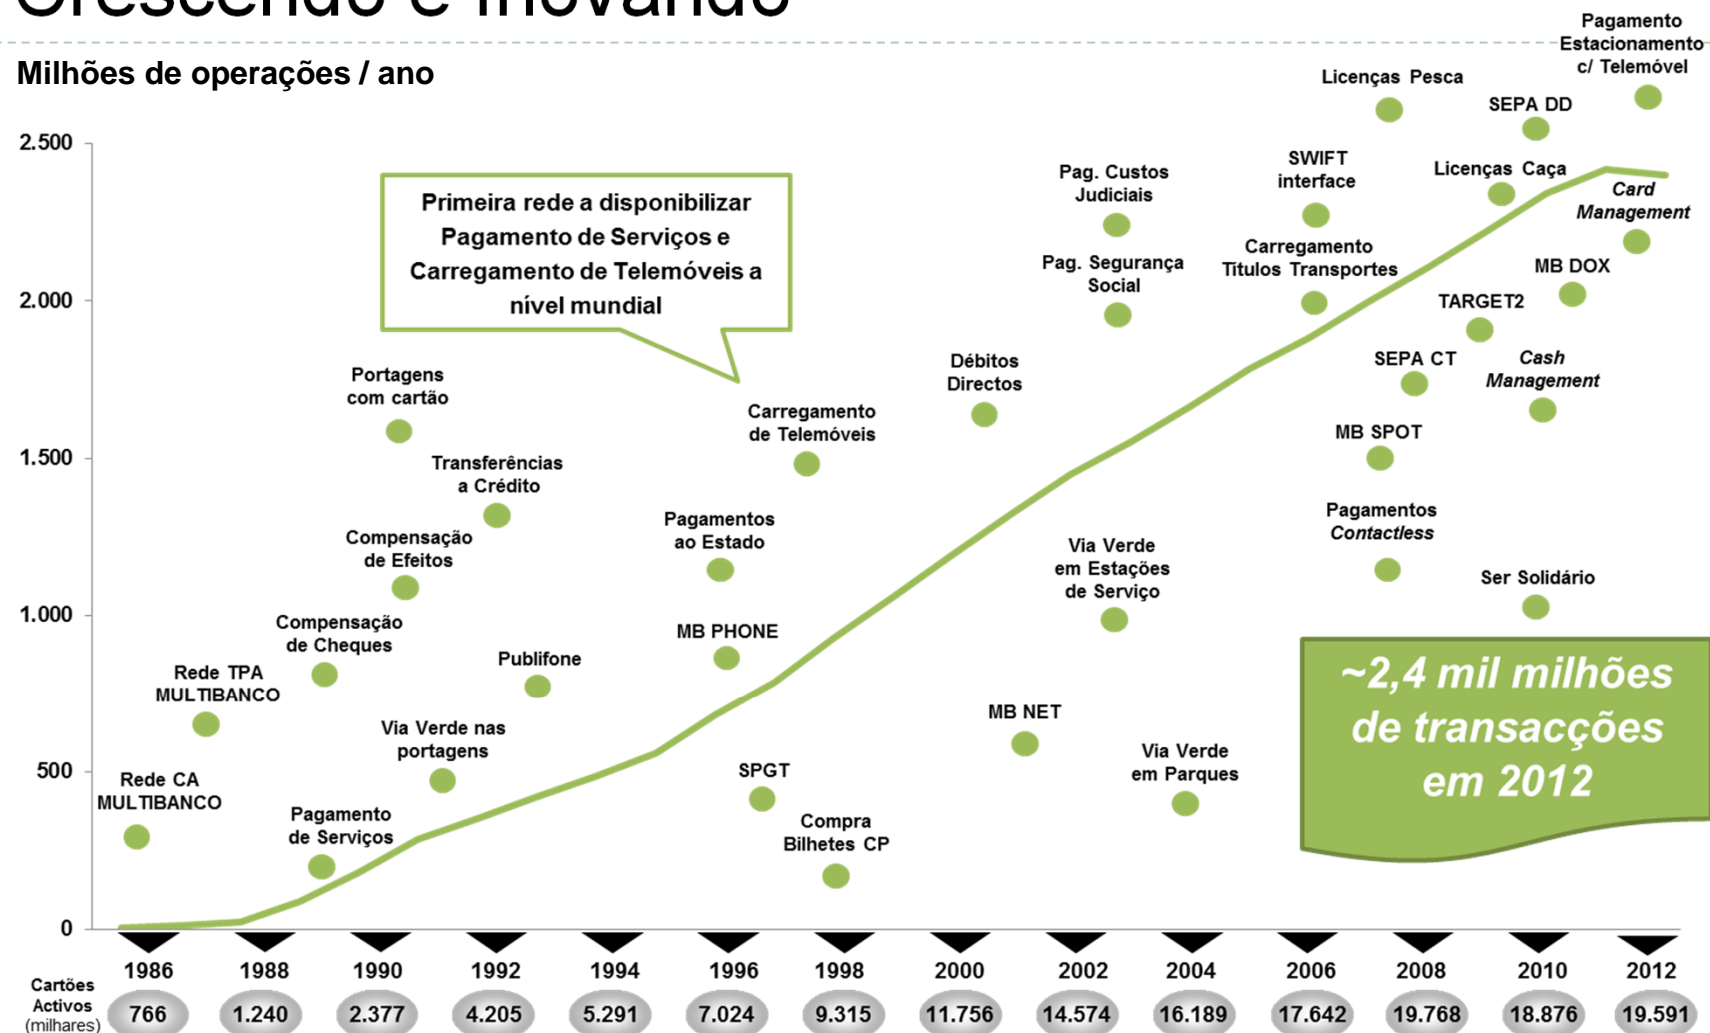 Crescendo e Inovando
Milhões de operações / ano
Pagamento
Estacionamento
c/ Telemóvel
Licenças Pesca
SEPA DD
2.500
Primeira rede a disponibilizar
Pagamento de Serviços e
Carregamento de Telemóveis a
nível mundial
Pag. Custos
Judiciais
SWIFT
interface
Licenças Caça
Card
Management
Pag. Segurança
Social
Carregamento
Títulos Transportes
MB DOX
2.000
TARGET2
Portagens
com cartão
Débitos
Directos
SEPA CT
Cash
Management
Carregamento
de Telemóveis
MB SPOT
1.500
Transferências
a Crédito
Pagamentos
ao Estado
Pagamentos
Contactless
Compensação
de Efeitos
Via Verde
em Estações
de Serviço
Ser Solidário
1.000
Compensação
de Cheques
MB PHONE
Rede TPA
MULTIBANCO
Publifone
~2,4 mil milhões
de transacções
em 2012
Via Verde nas
portagens
MB NET
500
Rede CA
MULTIBANCO
SPGT
Via Verde
em Parques
Pagamento
de Serviços
Compra
Bilhetes CP
0
1986 1988 1990 1992 1994 1996 1998 2000 2002 2004 2006 2008 2010 2012
Cartões
Activos
(milhares)
766 1.240 2.377 4.205 5.291 7.024 9.315 11.756 14.574 16.189 17.642 19.768 18.876 19.591